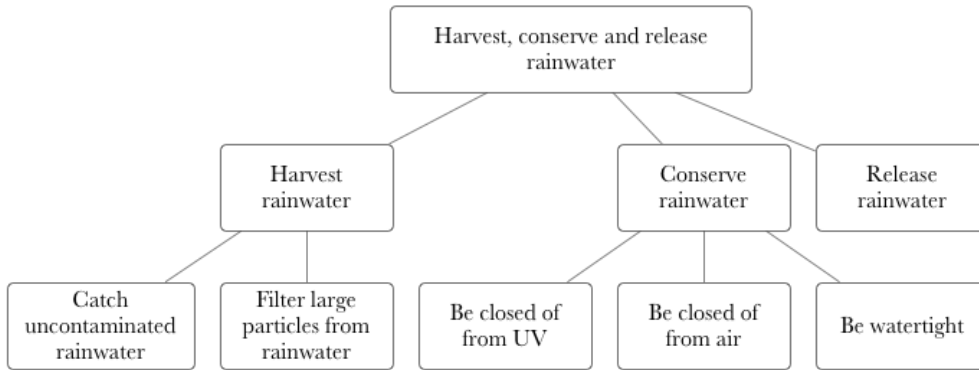 Harvest, conserve and release
rainwater
Harvest
rainwater
Conserve
rainwater
Release
rainwater
Catch
uncontaminated
rainwater
Filter large
particles from
rainwater
Be closed of
from UV
Be closed of
from air
Be watertight